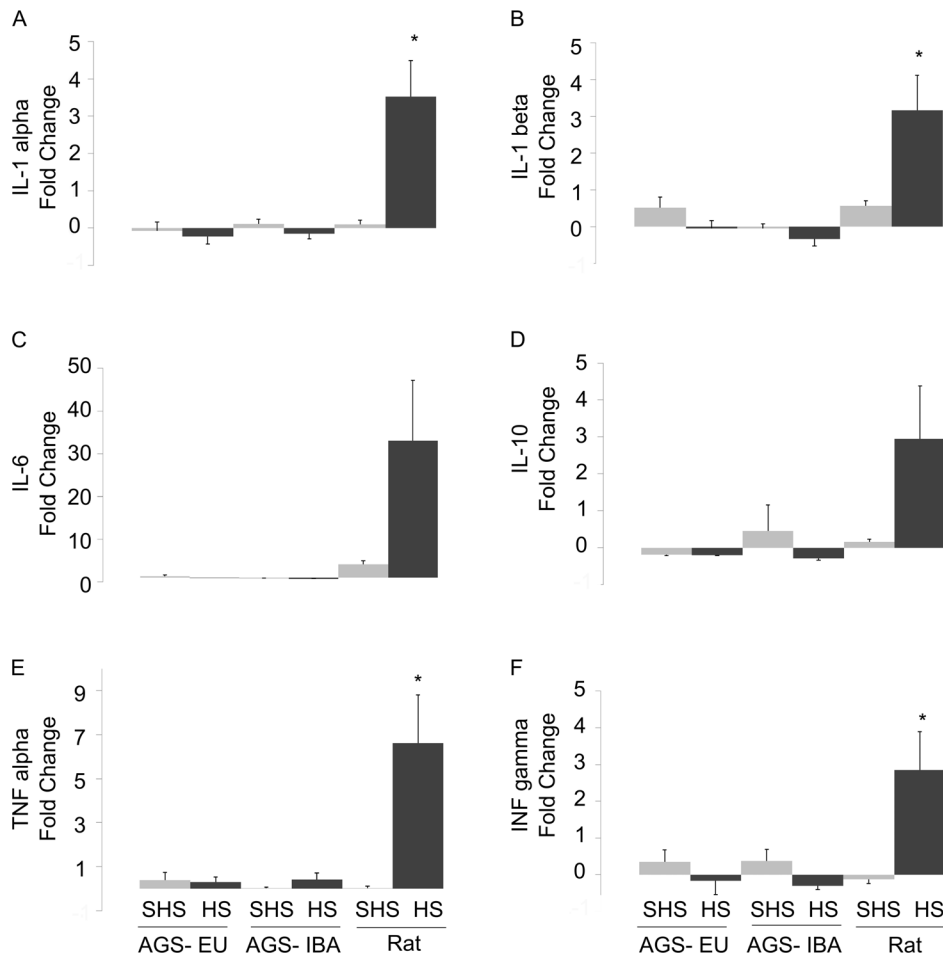 A
5
4
3
2
1
0
-1
IL-1 alpha
Fold Change
*
B
5
4
3
2
1
0
-1
IL-1 beta
Fold Change
*
C
50
40
30
20
10
0
IL-6
Fold Change
D
5
4
3
2
1
0
-1
IL-10
Fold Change
E
9
7
5
3
1
-1
TNF alpha
Fold Change
*
SHS HS SHS HS SHS HS
AGS- EU AGS- IBA Rat
F
5
4
3
2
1
0
-1
INF gamma
Fold Change
*
SHS HS SHS HS SHS HS
AGS- EU AGS- IBA Rat